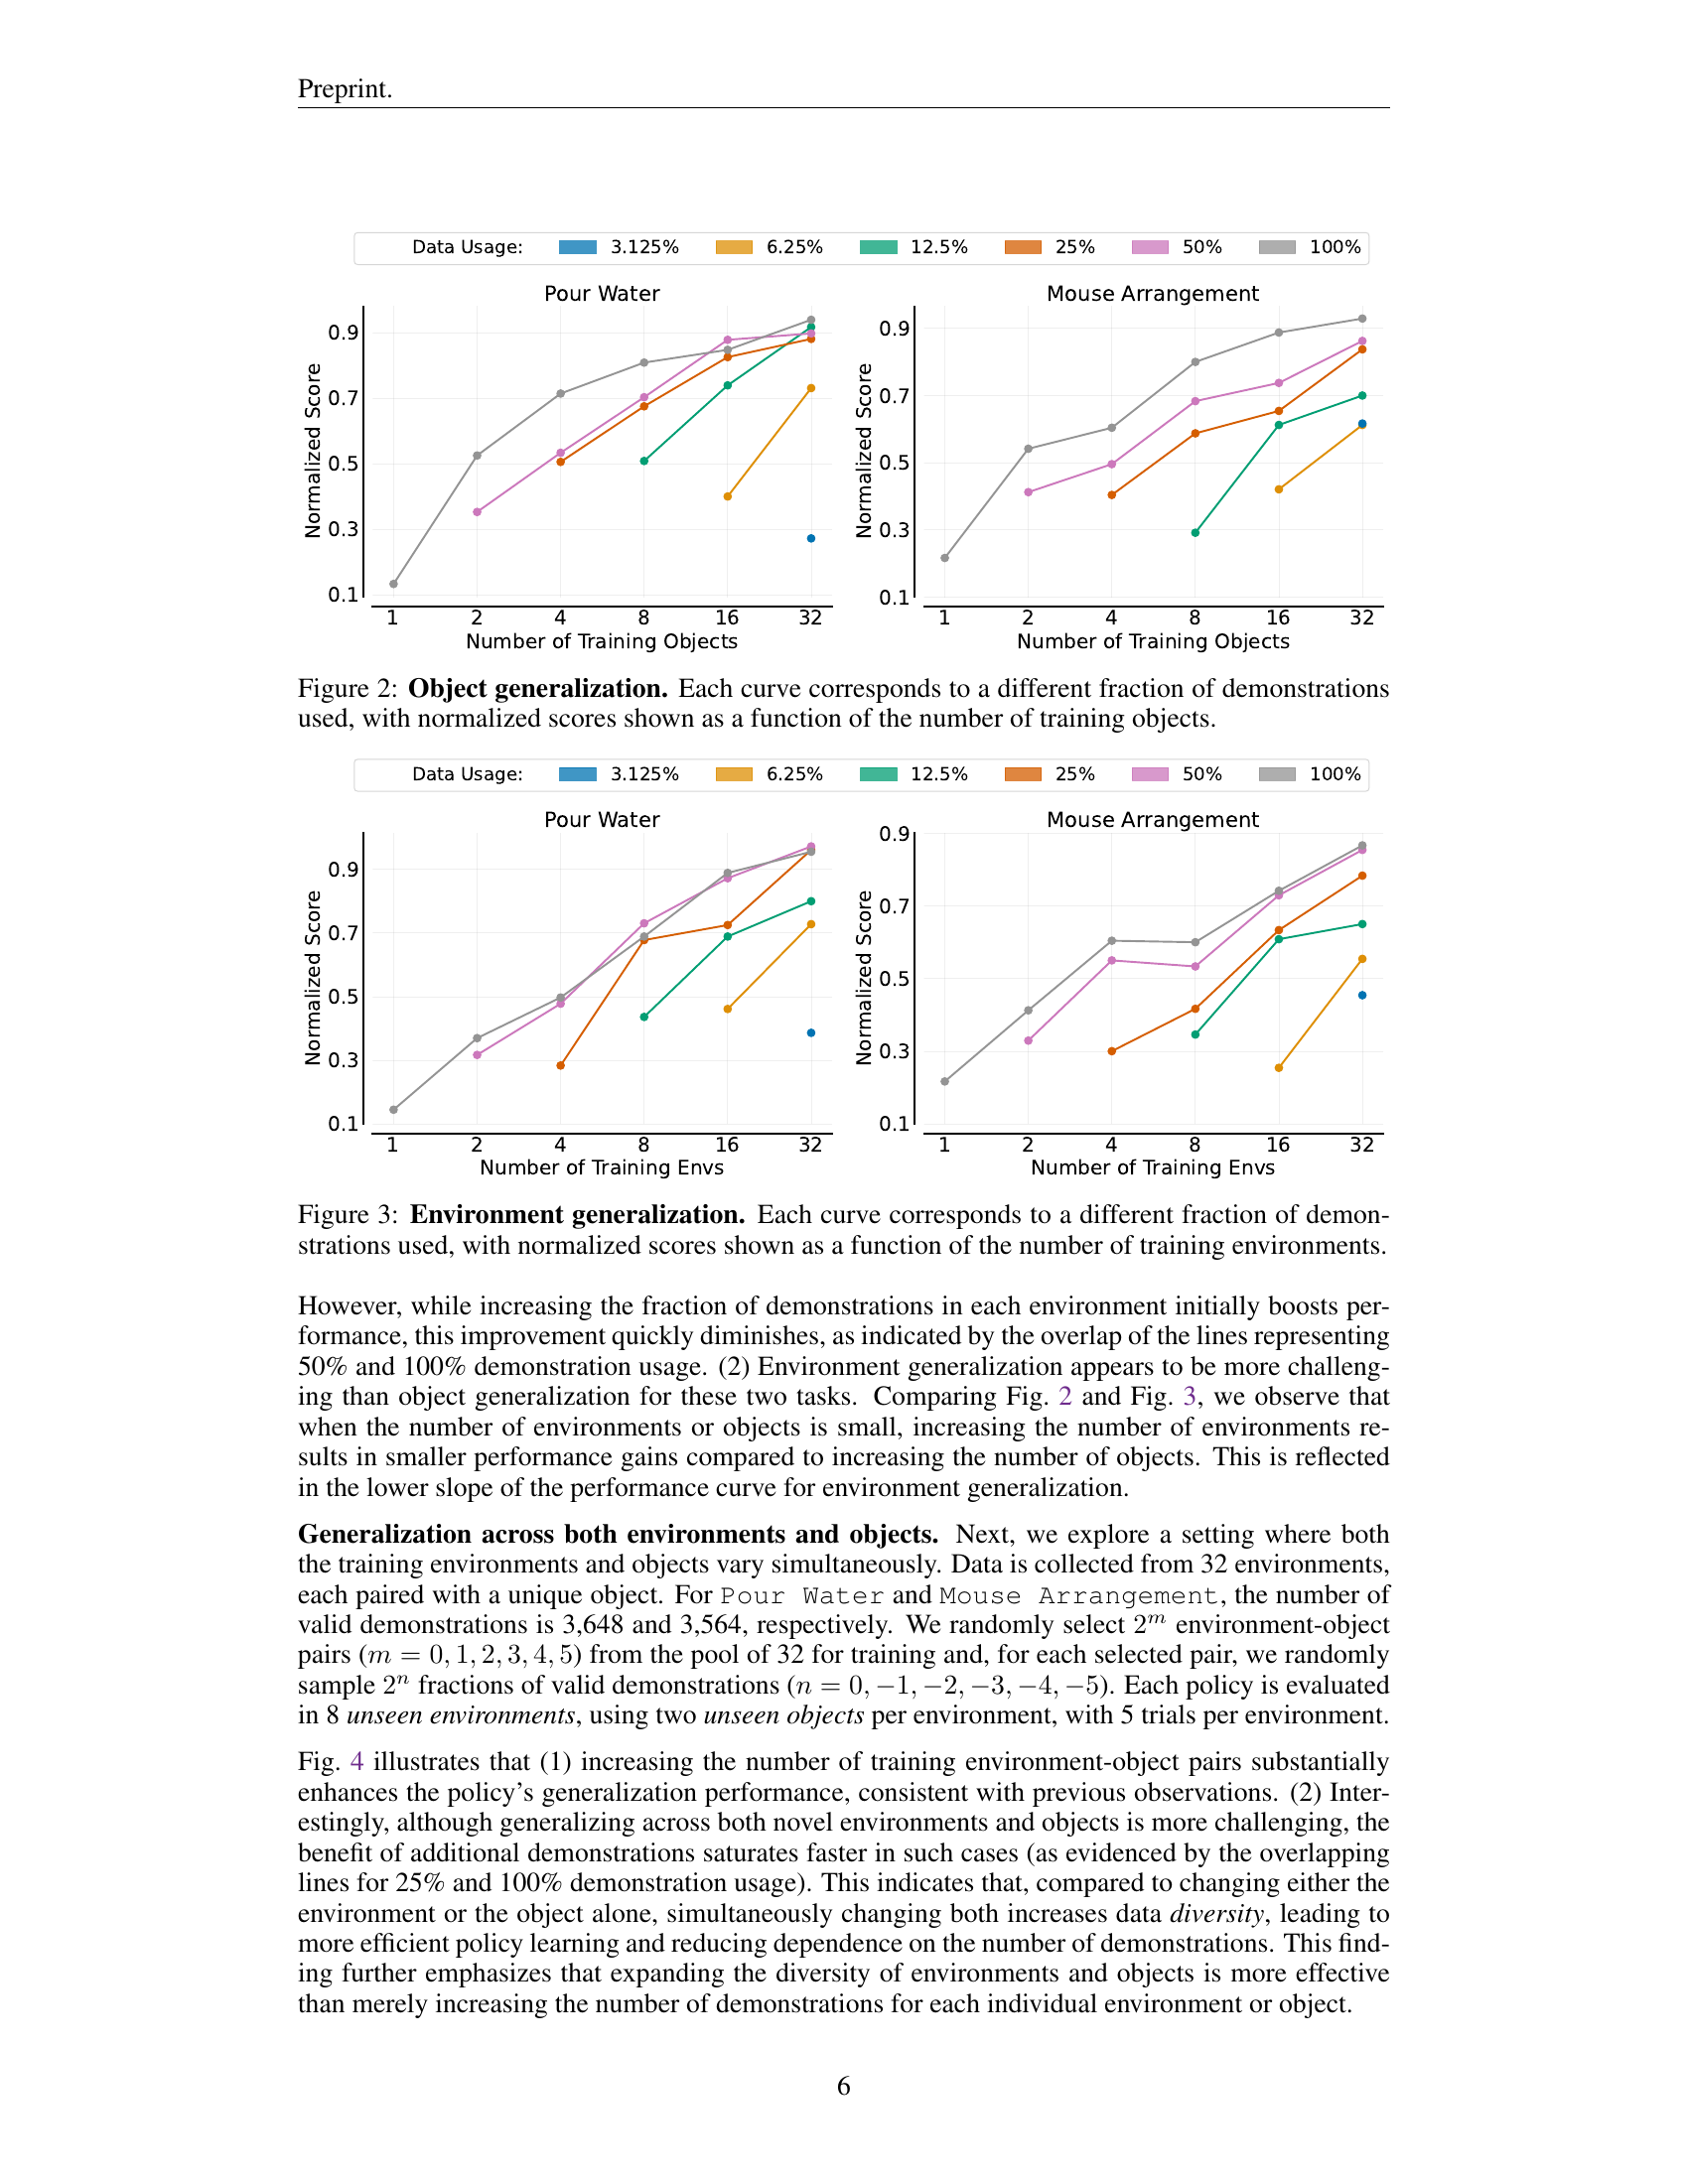 Preprint.
Data Usage: 3.125% 6.25% 12.5% 25% 50% 100%
Pour Water
Normalized Score
0.9
0.7
0.5
0.3
0.1
1 2 4 8 16 32
Number of Training Objects
Mouse Arrangement
Normalized Score
0.9
0.7
0.5
0.3
0.1
1 2 4 8 16 32
Number of Training Objects
Figure 2: Object generalization. Each curve corresponds to a different fraction of demonstrations
used, with normalized scores shown as a function of the number of training objects.
Data Usage: 3.125% 6.25% 12.5% 25% 50% 100%
Pour Water
Normalized Score
0.9
0.7
0.5
0.3
0.1
1 2 4 8 16 32
Number of Training Envs
Mouse Arrangement
Normalized Score
0.9
0.7
0.5
0.3
0.1
1 2 4 8 16 32
Number of Training Envs
Figure 3: Environment generalization. Each curve corresponds to a different fraction of demon-
strations used, with normalized scores shown as a function of the number of training environments.
However, while increasing the fraction of demonstrations in each environment initially boosts per-
formance, this improvement quickly diminishes, as indicated by the overlap of the lines representing
50% and 100% demonstration usage. (2) Environment generalization appears to be more challeng-
ing than object generalization for these two tasks. Comparing Fig. 2 and Fig. 3, we observe that
when the number of environments or objects is small, increasing the number of environments re-
sults in smaller performance gains compared to increasing the number of objects. This is reflected
in the lower slope of the performance curve for environment generalization.
Generalization across both environments and objects. Next, we explore a setting where both
the training environments and objects vary simultaneously. Data is collected from 32 environments,
each paired with a unique object. For Pour Water and Mouse Arrangement, the number of
valid demonstrations is 3,648 and 3,564, respectively. We randomly select 2^m environment-object
pairs (m = 0, 1, 2, 3, 4, 5) from the pool of 32 for training and, for each selected pair, we randomly
sample 2^n fractions of valid demonstrations (n = 0, −1, −2, −3, −4, −5). Each policy is evaluated
in 8 unseen environments, using two unseen objects per environment, with 5 trials per environment.
Fig. 4 illustrates that (1) increasing the number of training environment-object pairs substantially
enhances the policy's generalization performance, consistent with previous observations. (2) Inter-
estingly, although generalizing across both novel environments and objects is more challenging, the
benefit of additional demonstrations saturates faster in such cases (as evidenced by the overlapping
lines for 25% and 100% demonstration usage). This indicates that, compared to changing either the
environment or the object alone, simultaneously changing both increases data diversity, leading to
more efficient policy learning and reducing dependence on the number of demonstrations. This find-
ing further emphasizes that expanding the diversity of environments and objects is more effective
than merely increasing the number of demonstrations for each individual environment or object.
6